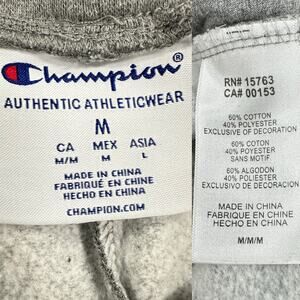 Champion®
AUTHENTIC ATHLETICWEAR
M
CA MEX ASIA
M/M M L
MADE IN CHINA
FABRIQUÉ EN CHINE
HECHO EN CHINA
CHAMPION.COM
RN# 15763
CA# 00153
60% COTTON
40% POLYESTER
EXCLUSIVE OF DECORATION
60% COTON
40% POLYESTER
SANS MOTIF
60% ALGODON
40% POLIESTER
EXCLUSIVO DE DECORACION
MADE IN CHINA
FABRIQUE EN CHINE
HECHO EN CHINA
M/M/M